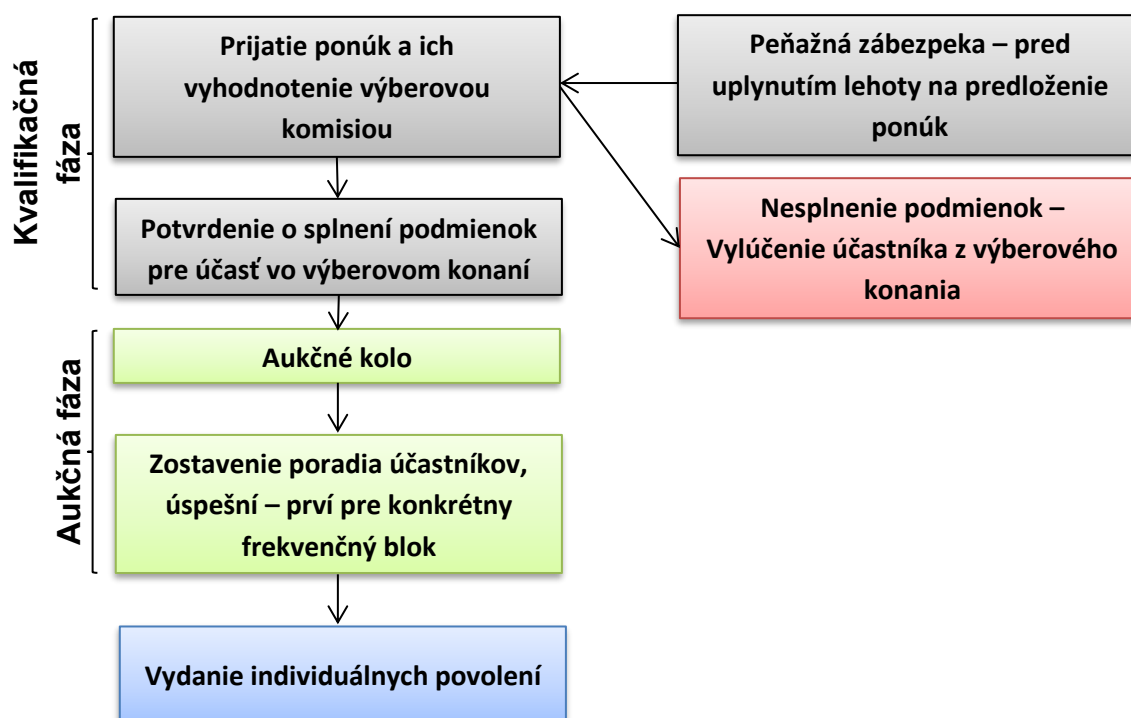 Kvalifikačná
fáza
Prijatie ponúk a ich
vyhodnotenie výberovou
komisiou
Peňažná zábezpeka – pred
uplynutím lehoty na predloženie
ponúk
Nesplnenie podmienok –
Vylúčenie účastníka z výberového
konania
Potvrdenie o splnení podmienok
pre účasť vo výberovom konaní
Aukčná fáza
Aukčné kolo
Zostavenie poradia účastníkov,
úspešní – prví pre konkrétny
frekvenčný blok
Vydanie individuálnych povolení